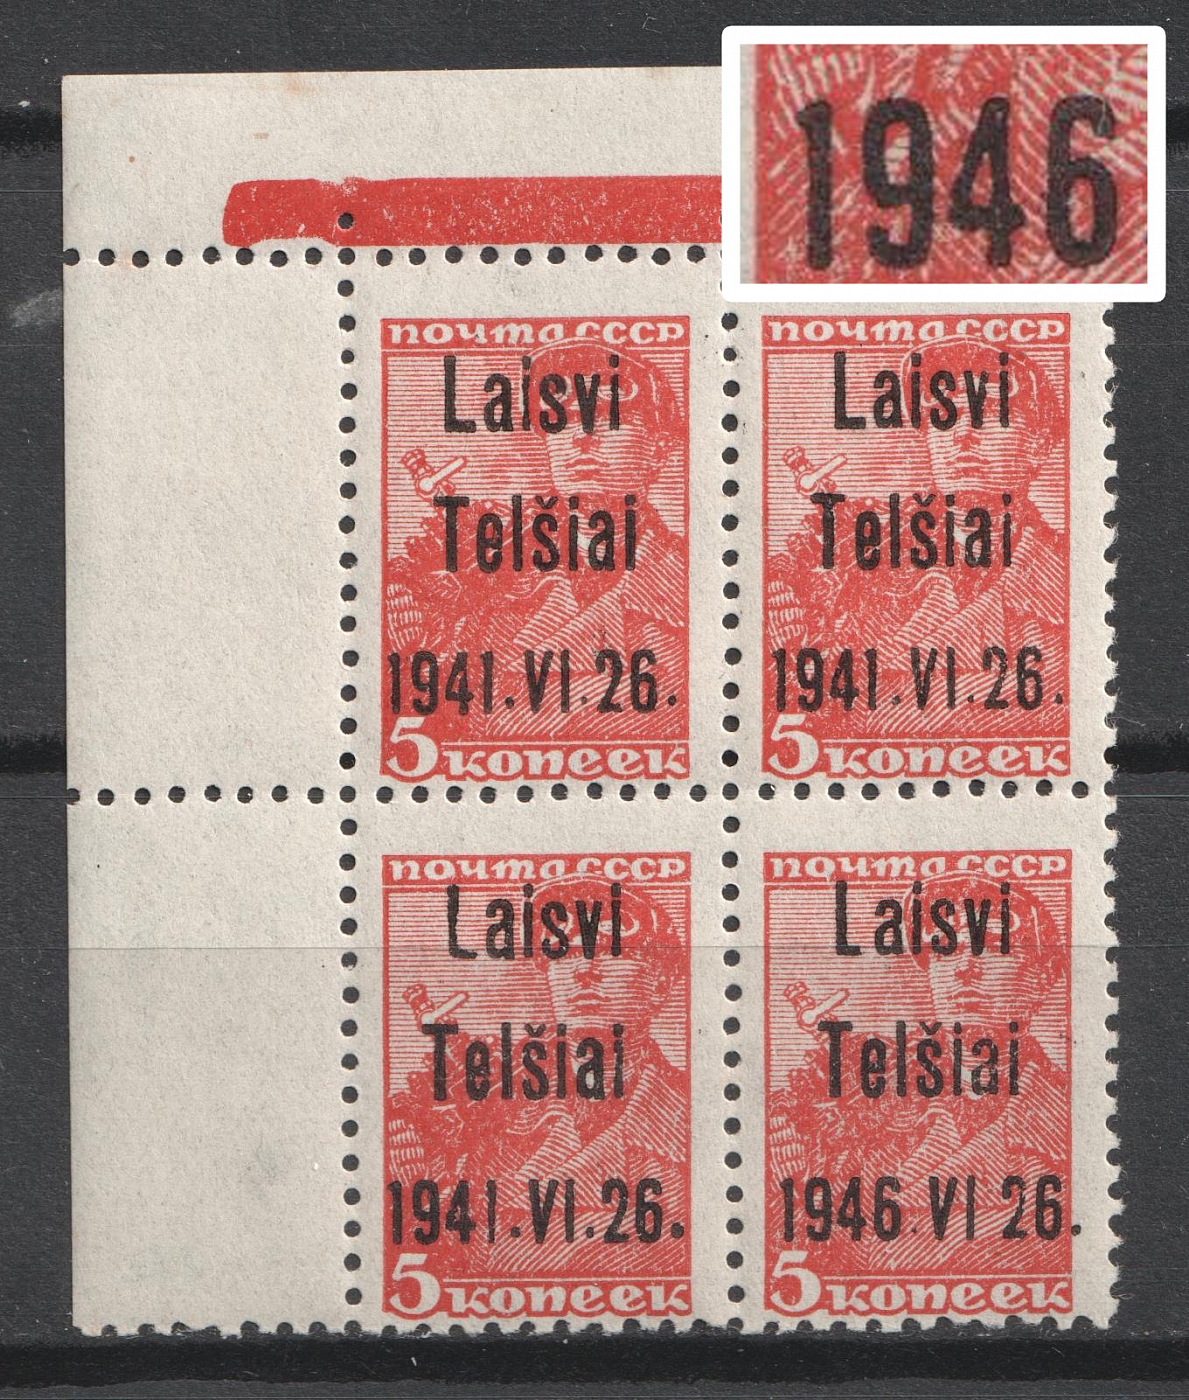 1946
почта СССР
Laisvi
Telšiai
1941.VI.26.
5 копеек
почта СССР
Laisvi
Telšiai
1941.VI.26.
5 копеек
почта СССР
Laisvi
Telšiai
1941.VI.26.
5 копеек
почта СССР
Laisvi
Telšiai
1946.VI 26.
5 копеек